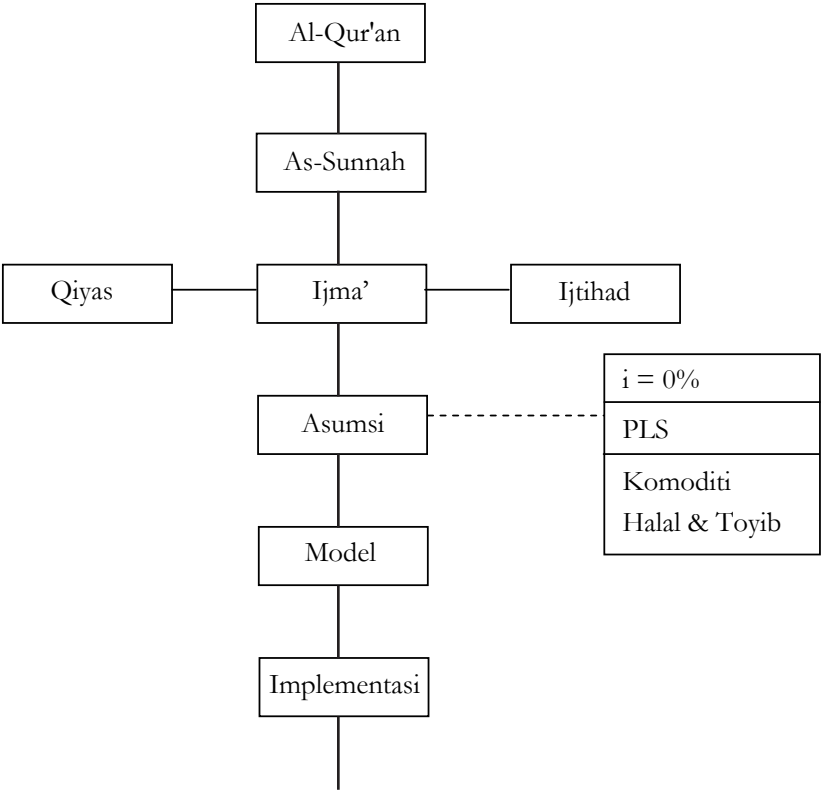 Al-Qur'an
As-Sunnah
Qiyas
Ijma’
Ijtihad
i = 0%
Asumsi
PLS
Komoditi
Halal & Toyib
Model
Implementasi